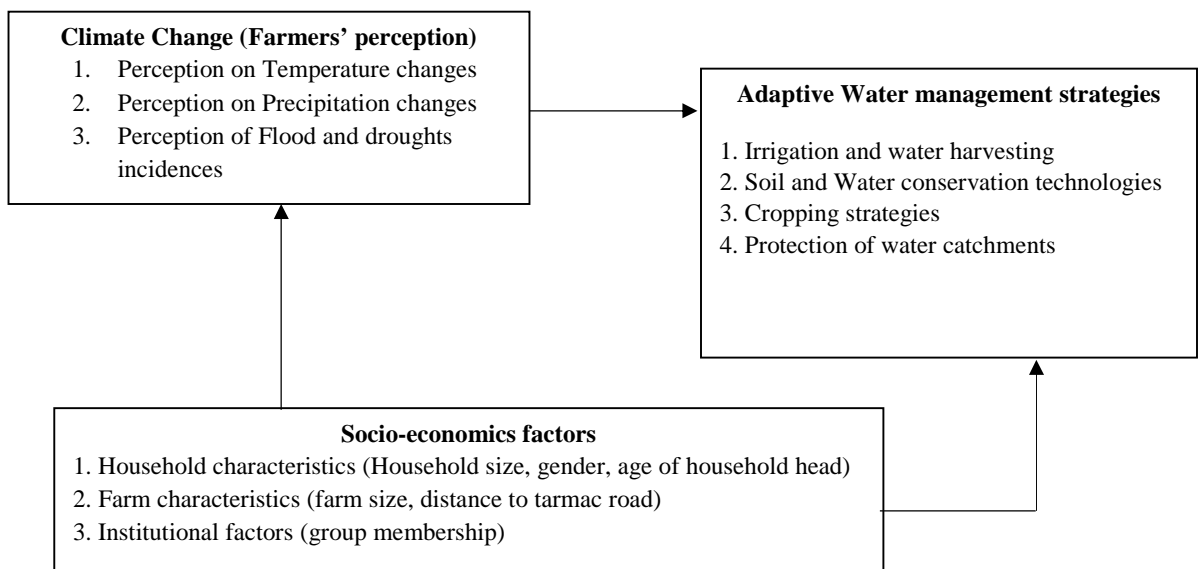 Climate Change (Farmers’ perception)
1. Perception on Temperature changes
2. Perception on Precipitation changes
3. Perception of Flood and droughts
incidences
Adaptive Water management strategies
1. Irrigation and water harvesting
2. Soil and Water conservation technologies
3. Cropping strategies
4. Protection of water catchments
Socio-economics factors
1. Household characteristics (Household size, gender, age of household head)
2. Farm characteristics (farm size, distance to tarmac road)
3. Institutional factors (group membership)